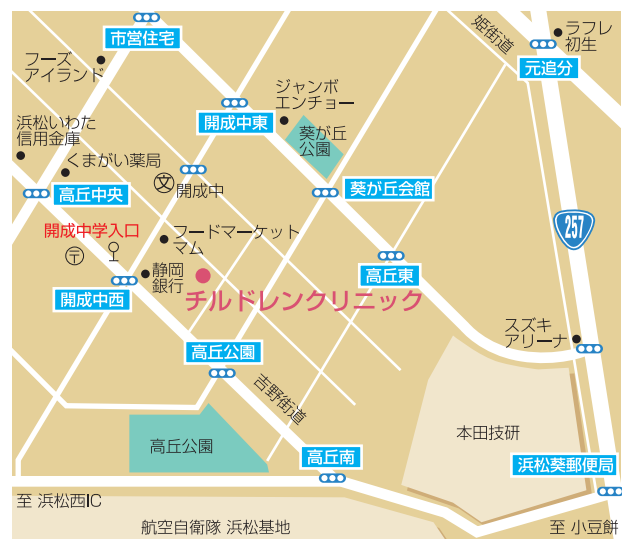 市営住宅
ラフレ
初生
姫街道
元追分
フーズ
アイランド
ジャンボ
エンチョー
開成中東
葵が丘
公園
浜松いわた
信用金庫
くまがい薬局
文
開成中
高丘中央
葵が丘会館
257
開成中学入口
〒
フードマーケット
マム
静岡
銀行
高丘東
開成中西
チルドレンクリニック
スズキ
アリーナ
高丘公園
吉野街道
本田技研
高丘公園
高丘南
浜松葵郵便局
至 浜松西IC
航空自衛隊 浜松基地
至 小豆餅